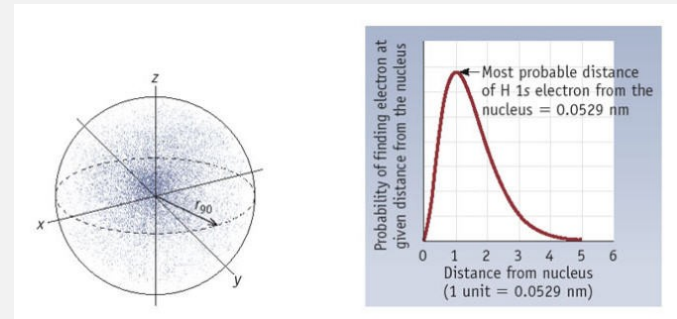 z
r90
x
y
Probability of finding electron at
given distance from the nucleus
Most probable distance
of H 1s electron from the
nucleus = 0.0529 nm
0 1 2 3 4 5 6
Distance from nucleus
(1 unit = 0.0529 nm)